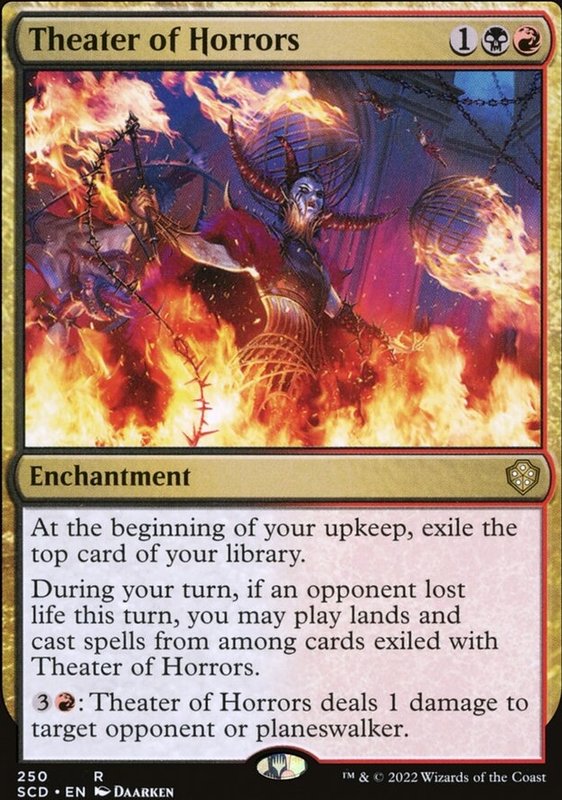 Theater of Horrors 1
Enchantment
At the beginning of your upkeep, exile the
top card of your library.
During your turn, if an opponent lost
life this turn, you may play lands and
cast spells from among cards exiled with
Theater of Horrors.
3: Theater of Horrors deals 1 damage to
target opponent or planeswalker.
250 R
SCD • EN DAARKEN
™ & © 2022 Wizards of the Coast